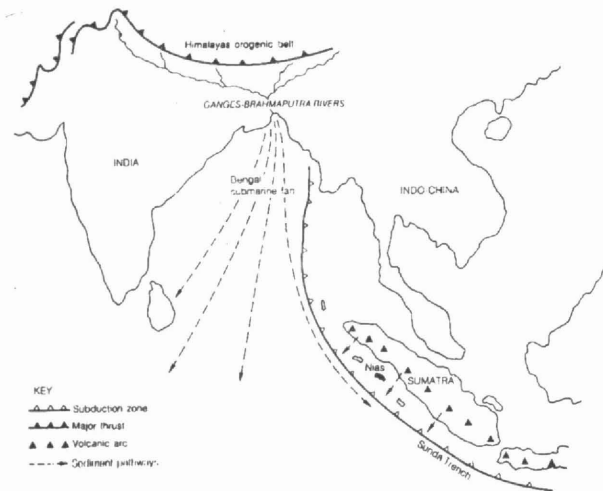 Himalayas orogenic belt
GANGES-BRAHMAPUTRA RIVERS
INDIA
Bengal
submarine fan
INDO CHINA
Nias
SUMATRA
Sunda Trench
KEY
Subduction zone
Major thrust
Volcanic arc
Sediment pathways